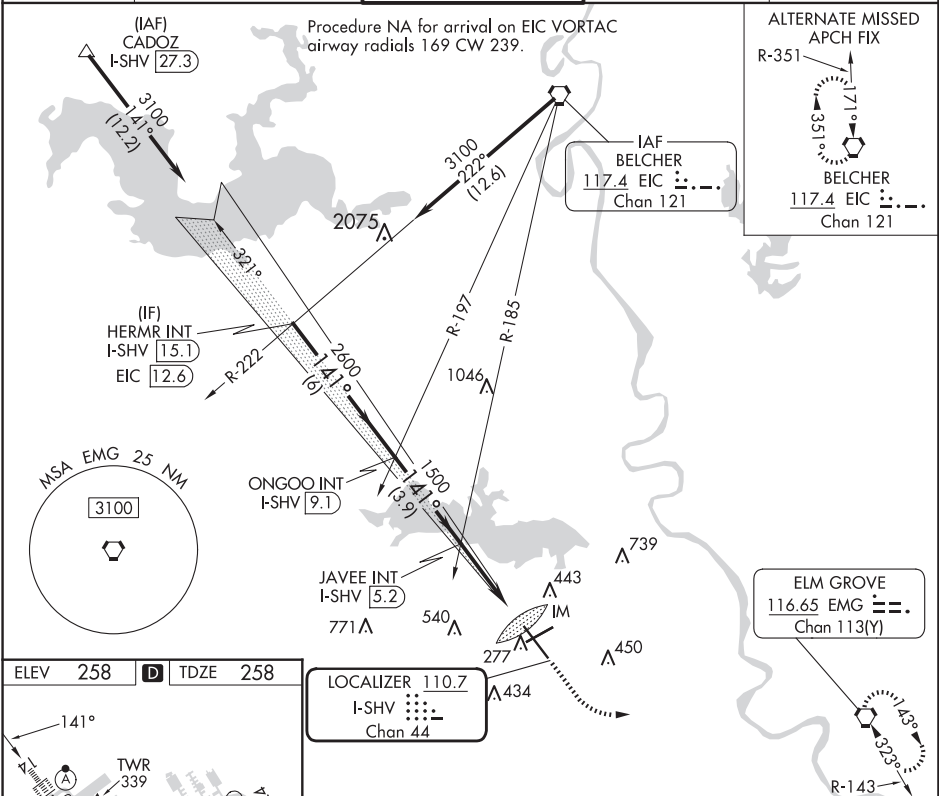 (IAF)
CADOZ
I-SHV 27.3
Procedure NA for arrival on EIC VORTAC
airway radials 169 CW 239.
ALTERNATE MISSED
APCH FIX
R-351
171°
351°
BELCHER
117.4 EIC
Chan 121
3100
141°
(12.2)
3100
222°
(12.6)
IAF
BELCHER
117.4 EIC
Chan 121
2075
321°
R-197
R-185
(IF)
HERMR INT
I-SHV 15.1
EIC 12.6
R-222
2600
141°
(6)
1046
MSA EMG 25 NM
3100
ONGOO INT
I-SHV 9.1
1500
141°
(3.9)
JAVEE INT
I-SHV 5.2
739
443
IM
771
540
277
450
434
ELM GROVE
116.65 EMG
Chan 113(Y)
LOCALIZER 110.7
I-SHV
Chan 44
143°
323°
R-143
ELEV 258 D TDZE 258
141°
14
A
TWR
339